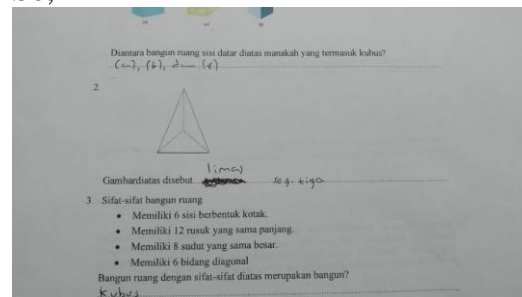 Diantara bangun ruang sisi datar diatas manakah yang termasuk kubus?
(a), (b), dan (c)
2.
limas
Gambardiatas disebut seg. tiga
3. Sifat-sifat bangun ruang
• Memiliki 6 sisi berbentuk kotak.
• Memiliki 12 rusuk yang sama panjang.
• Memiliki 8 sudut yang sama besar.
• Memiliki 6 bidang diagonal
Bangun ruang dengan sifat-sifat diatas merupakan bangun?
Kubus